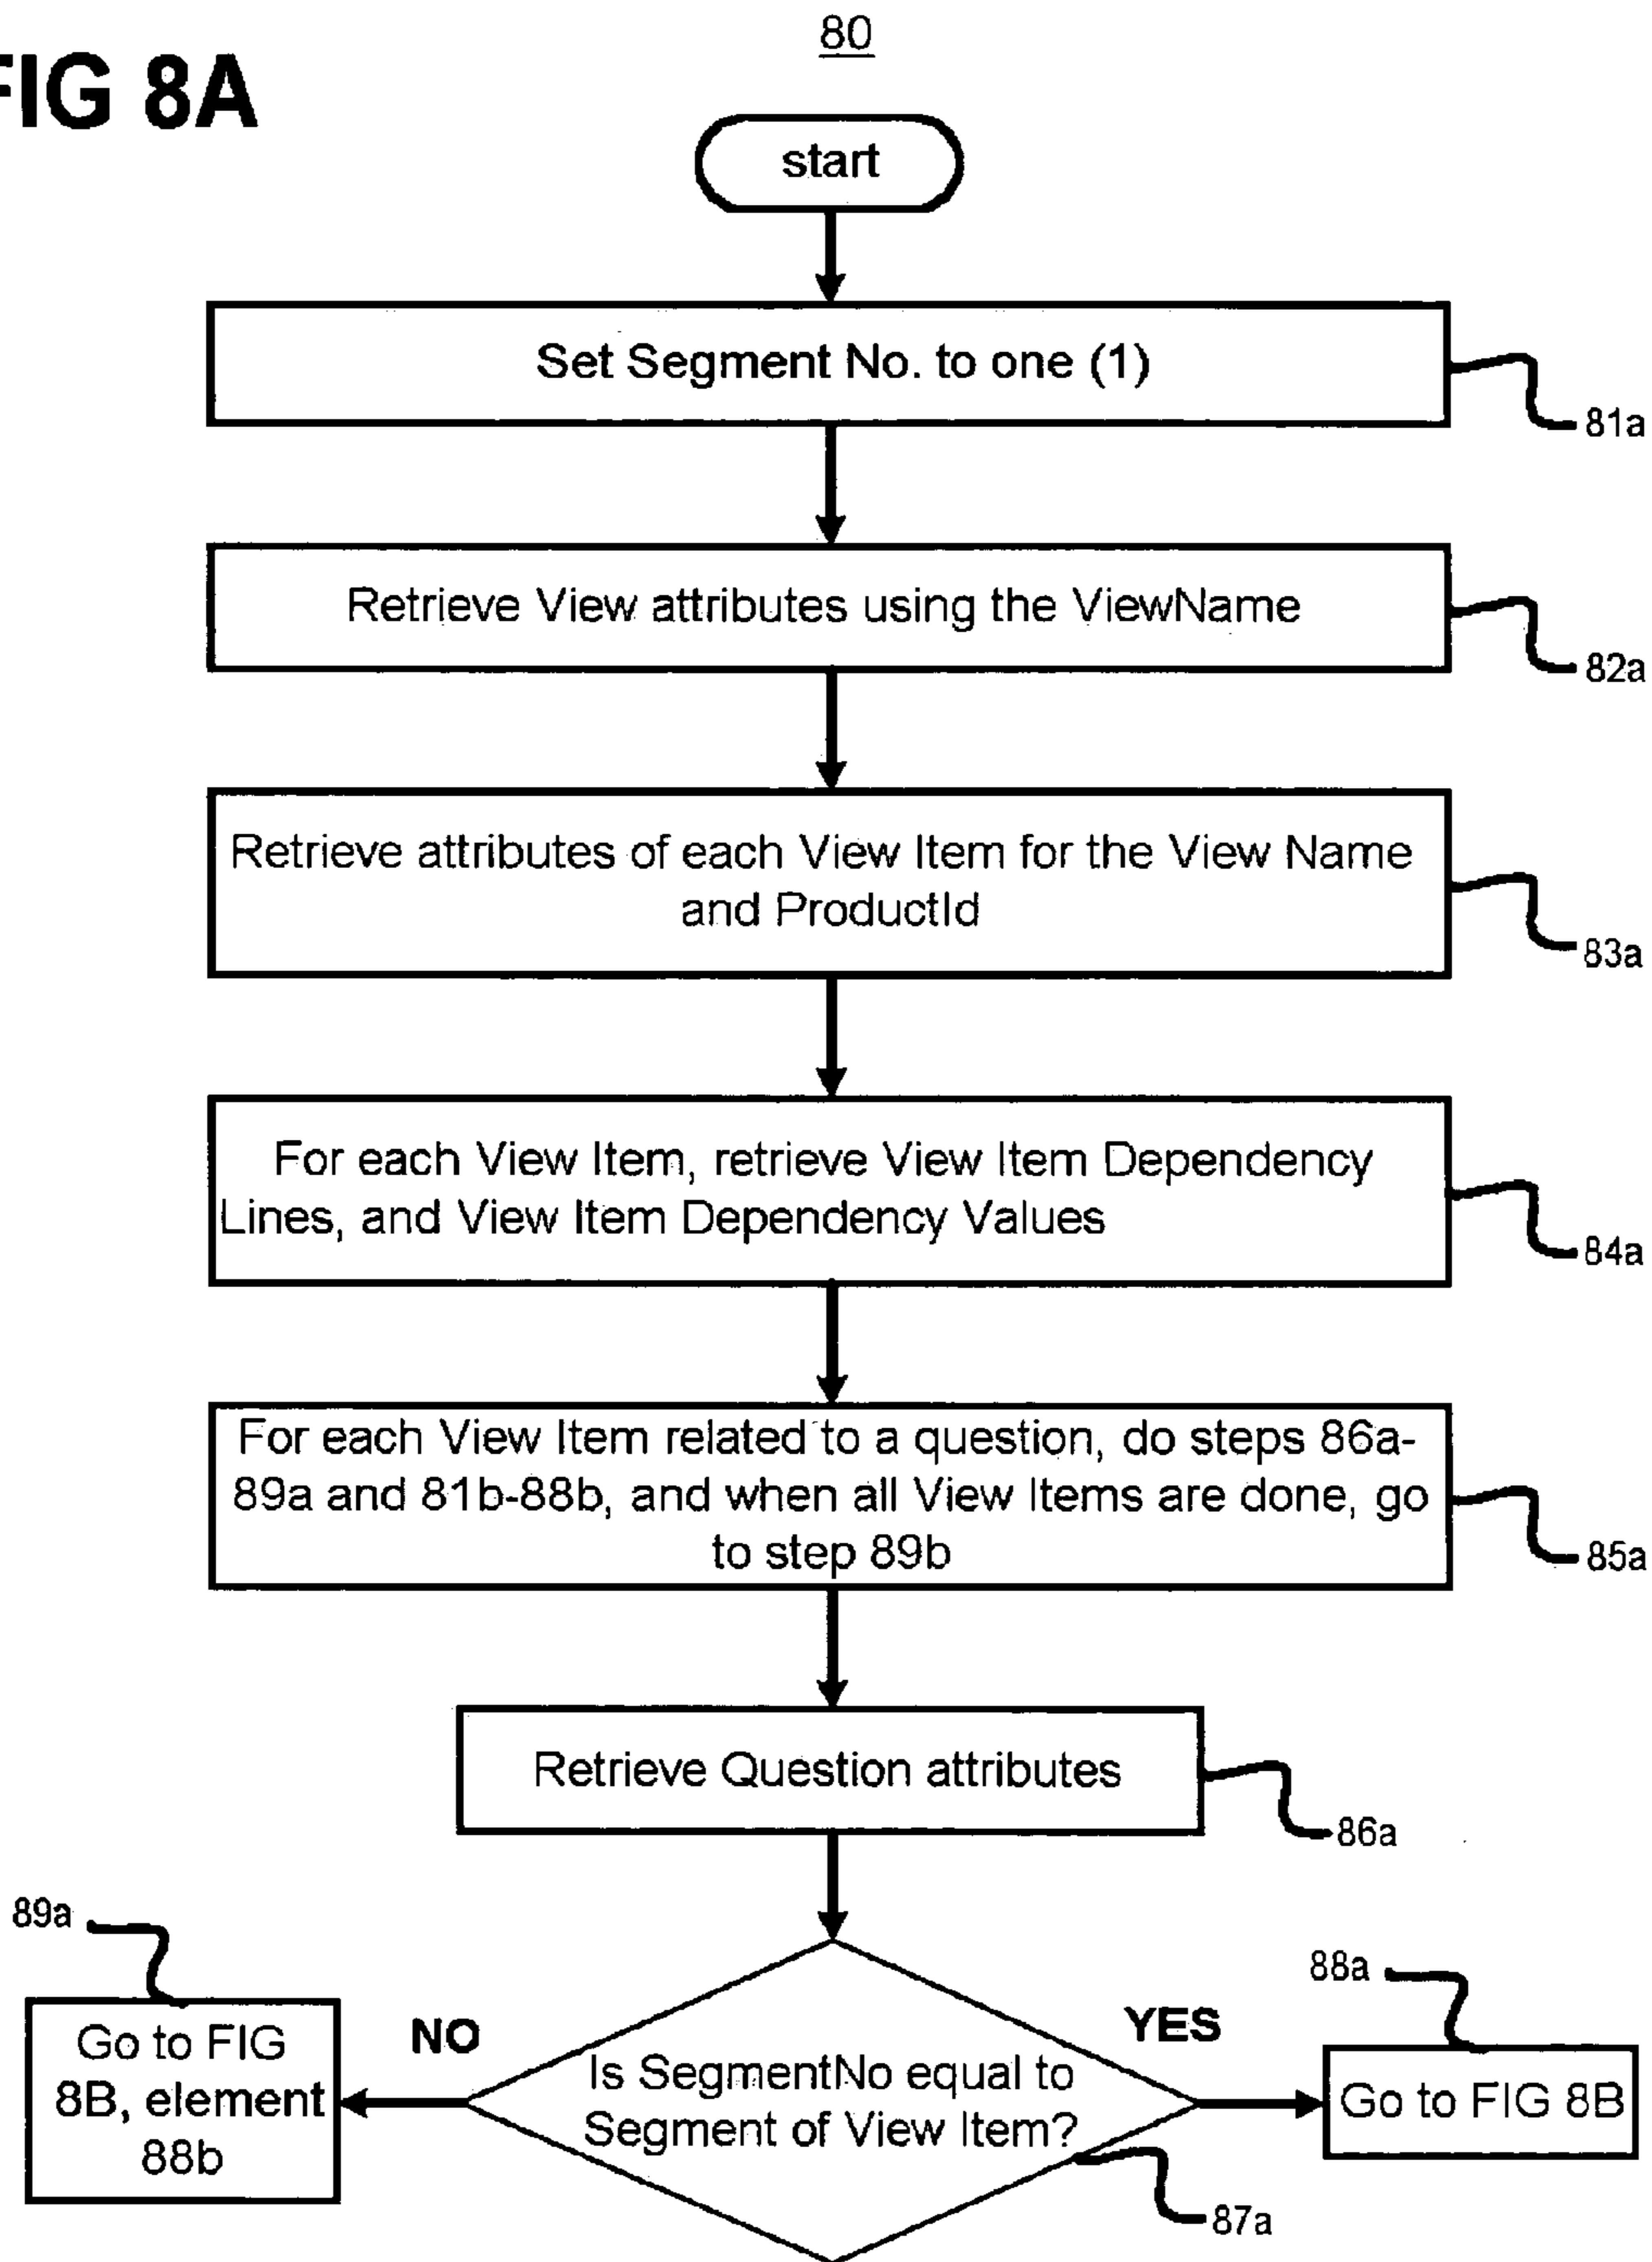 80
FIG 8A
start
Set Segment No. to one (1)
81a
Retrieve View attributes using the ViewName
82a
Retrieve attributes of each View Item for the View Name
and ProductId
83a
For each View Item, retrieve View Item Dependency
Lines, and View Item Dependency Values
84a
For each View Item related to a question, do steps 86a-
89a and 81b-88b, and when all View Items are done, go
to step 89b
85a
Retrieve Question attributes
86a
89a
88a
Go to FIG
8B, element
88b
NO
Is SegmentNo equal to
Segment of View Item?
YES
Go to FIG 8B
87a